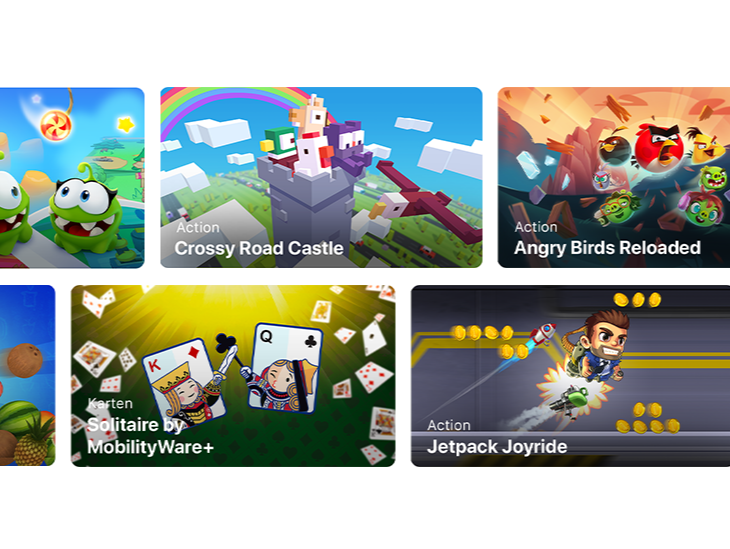 Action
Crossy Road Castle
Action
Angry Birds Reloaded
Karten
Solitaire by
MobilityWare+
K
Q
Action
Jetpack Joyride